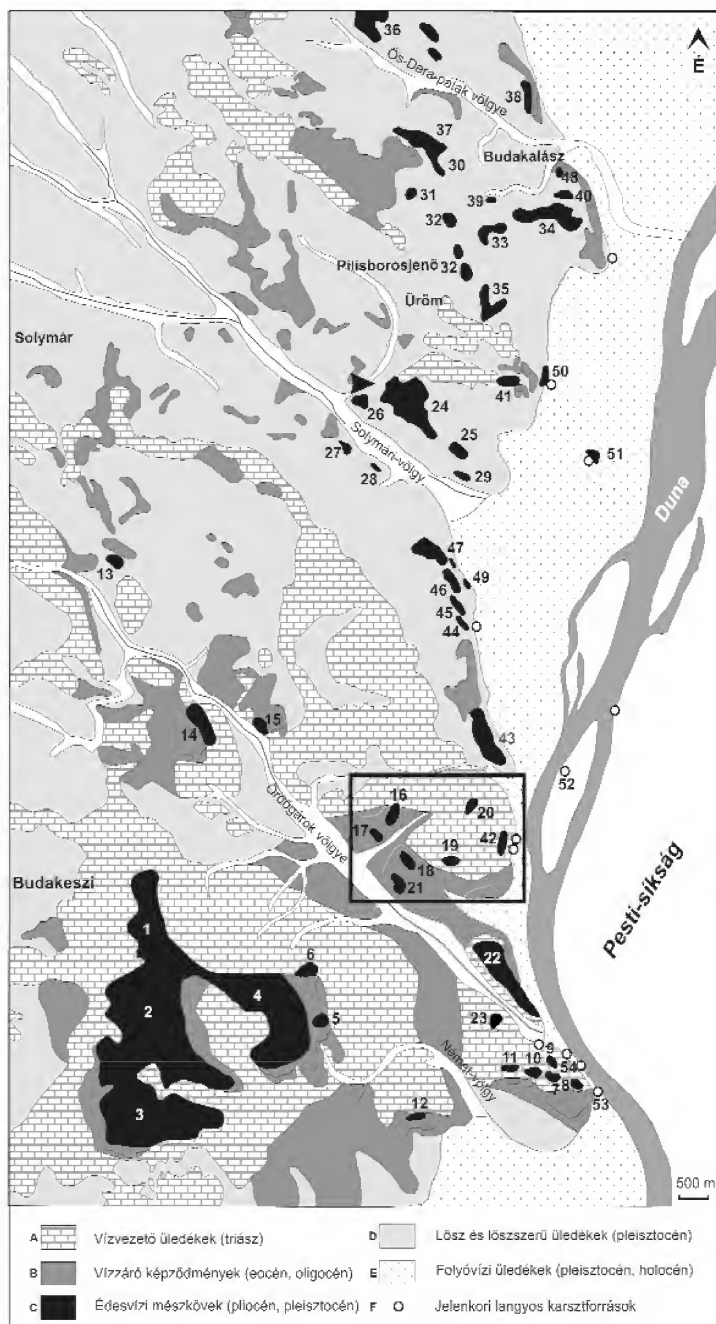 36
Ős-Dera-patak völgye
É
38
37
Budakalász
30
48
31
39
40
32
33
34
32
Pilisborosjenő
35
Üröm
Solymár
50
26
24
41
27
25
51
28
Solymári-völgy
29
Duna
47
13
49
46
45
44
14
15
43
52
16
20
17
42
19
18
21
Ördögárok völgye
Budakeszi
Pesti-síkság
1
6
22
2
4
5
23
9
11
10
54
7
8
53
Német-völgy
3
12
500 m
A Vízvezető üledékek (triász)
B Vízzáró képződmények (eocén, oligocén)
C Édesvízi mészkövek (pliocén, pleisztocén)
D Lösz és löszszerű üledékek (pleisztocén)
E Folyóvízi üledékek (pleisztocén, holocén)
F Jelenkori langyos karsztforrások